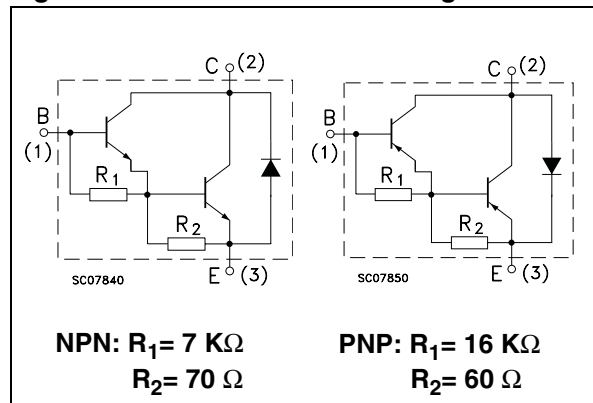 C (2)
B
(1)
R1
R2
SC07840
E (3)
C (2)
B
(1)
R1
R2
SC07850
E (3)
NPN: R1= 7 KΩ
R2= 70 Ω
PNP: R1= 16 KΩ
R2= 60 Ω